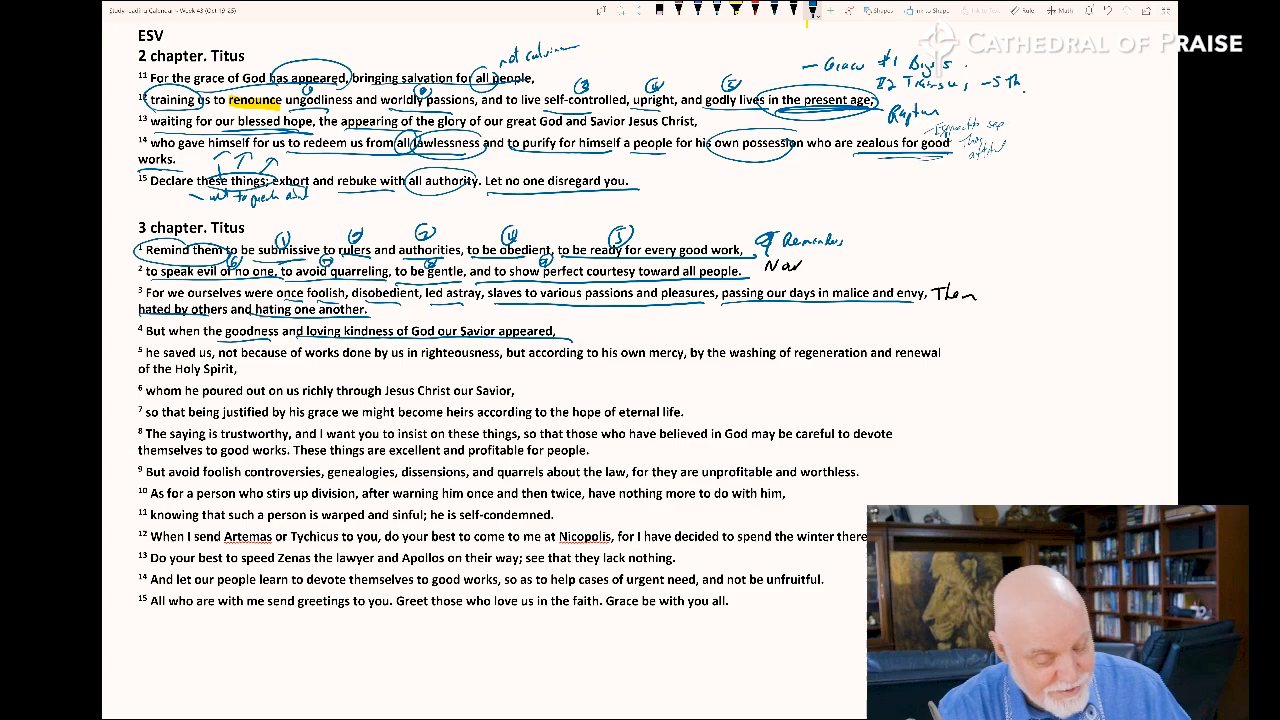 Study reading Calendar - Week 43 (Oct 19-25)
Shapes Ink to Shape Rule Math
CATHEDRAL OF PRAISE
ESV
2 chapter. Titus
not calvin
11 For the grace of God has appeared, bringing salvation for all people,
Grace #1
#2
12 training us to renounce ungodliness and worldly passions, and to live self-controlled, upright, and godly lives in the present age;
13 waiting for our blessed hope, the appearing of the glory of our great God and Savior Jesus Christ,
14 who gave himself for us to redeem us from all lawlessness and to purify for himself a people for his own possession who are zealous for good
works.
15 Declare these things; exhort and rebuke with all authority. Let no one disregard you.
3 chapter. Titus
1 Remind them to be submissive to rulers and authorities, to be obedient, to be ready for every good work,
9 Reminders
2 to speak evil of no one, to avoid quarreling, to be gentle, and to show perfect courtesy toward all people.
Now
3 For we ourselves were once foolish, disobedient, led astray, slaves to various passions and pleasures, passing our days in malice and envy, Then
hated by others and hating one another.
4 But when the goodness and loving kindness of God our Savior appeared,
5 he saved us, not because of works done by us in righteousness, but according to his own mercy, by the washing of regeneration and renewal
of the Holy Spirit,
6 whom he poured out on us richly through Jesus Christ our Savior,
7 so that being justified by his grace we might become heirs according to the hope of eternal life.
8 The saying is trustworthy, and I want you to insist on these things, so that those who have believed in God may be careful to devote
themselves to good works. These things are excellent and profitable for people.
9 But avoid foolish controversies, genealogies, dissensions, and quarrels about the law, for they are unprofitable and worthless.
10 As for a person who stirs up division, after warning him once and then twice, have nothing more to do with him,
11 knowing that such a person is warped and sinful; he is self-condemned.
12 When I send Artemas or Tychicus to you, do your best to come to me at Nicopolis, for I have decided to spend the winter there
13 Do your best to speed Zenas the lawyer and Apollos on their way; see that they lack nothing.
14 And let our people learn to devote themselves to good works, so as to help cases of urgent need, and not be unfruitful.
15 All who are with me send greetings to you. Greet those who love us in the faith. Grace be with you all.